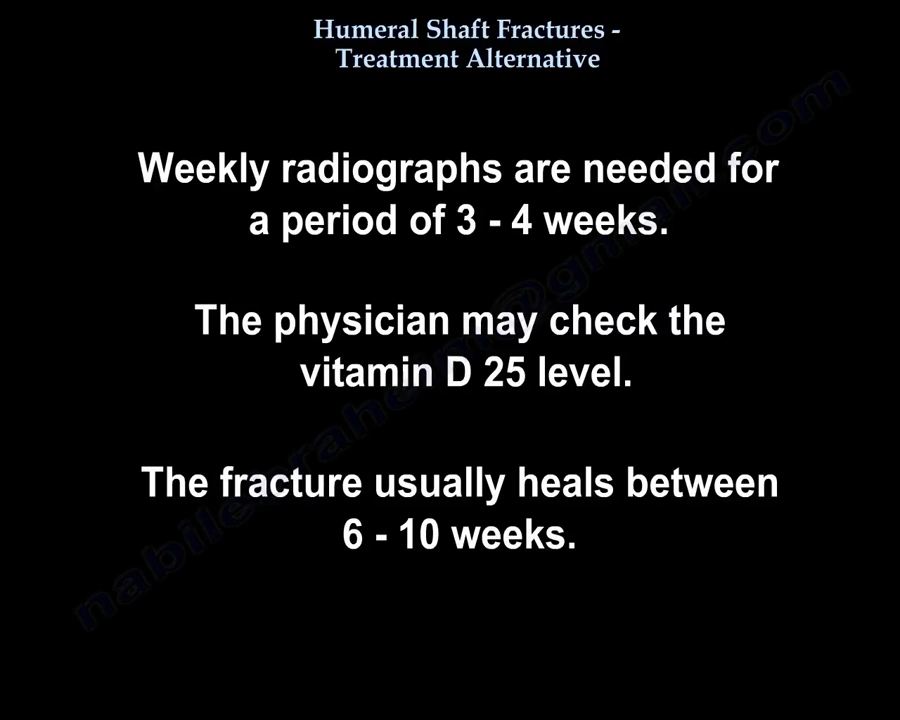 Humeral Shaft Fractures -
Treatment Alternative
Weekly radiographs are needed for
a period of 3 - 4 weeks.
The physician may check the
vitamin D 25 level.
The fracture usually heals between
6 - 10 weeks.